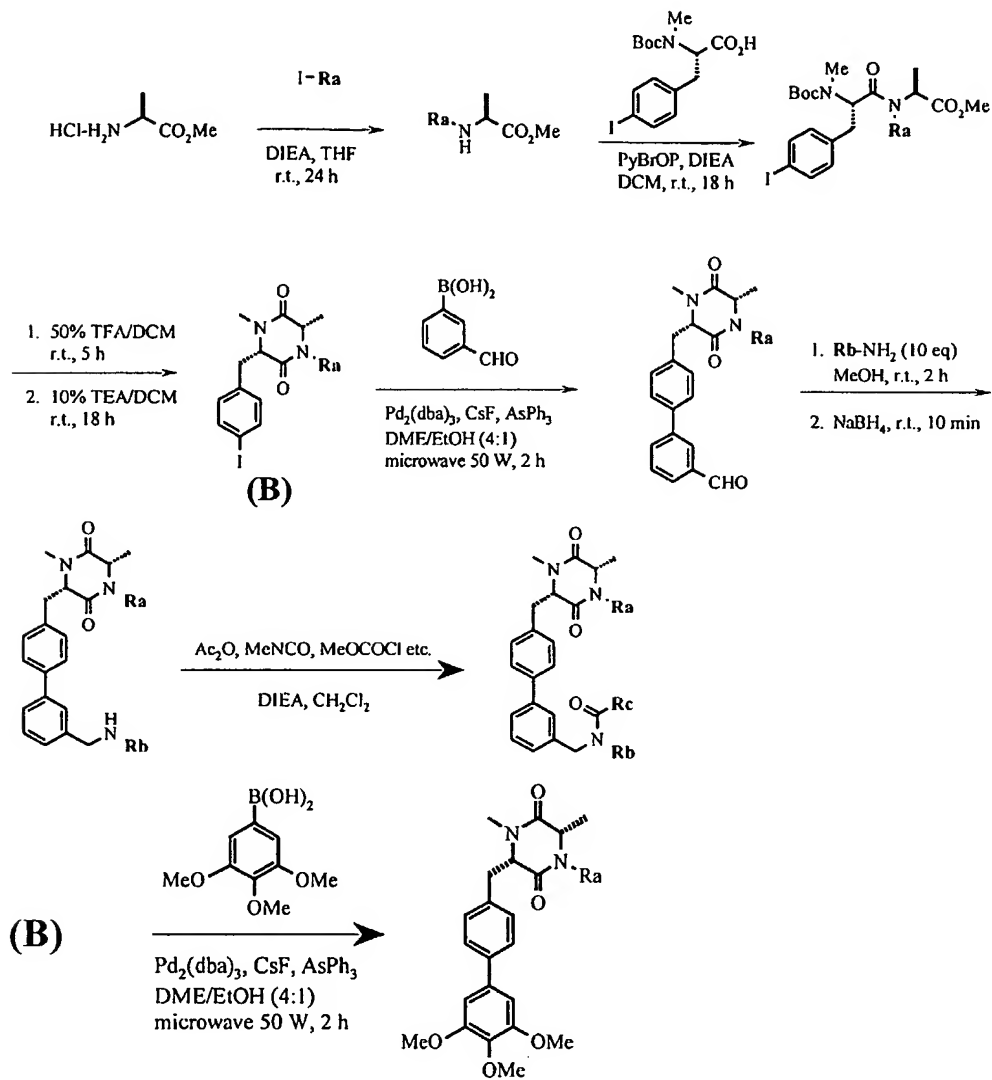 HCl-H2N
CO2Me
I-Ra
DIEA, THF
r.t., 24 h
Ra
N
H
CO2Me
Me
BocN
CO2H
I
PyBrOP, DIEA
DCM, r.t., 18 h
Me
BocN
O
N
Ra
CO2Me
I
1. 50% TFA/DCM
r.t., 5 h
2. 10% TEA/DCM
r.t., 18 h
O
N
N
Ra
O
I
(B)
B(OH)2
CHO
Pd2(dba)3, CsF, AsPh3
DME/EtOH (4:1)
microwave 50 W, 2 h
O
N
N
Ra
O
CHO
1. Rb-NH2 (10 eq)
MeOH, r.t., 2 h
2. NaBH4, r.t., 10 min
O
N
N
Ra
O
H
N
Rb
Ac2O, MeNCO, MeOCOCl etc.
DIEA, CH2Cl2
O
N
N
Ra
O
O
Rc
N
Rb
(B)
B(OH)2
MeO
OMe
OMe
Pd2(dba)3, CsF, AsPh3
DME/EtOH (4:1)
microwave 50 W, 2 h
O
N
N
Ra
O
MeO
OMe
OMe